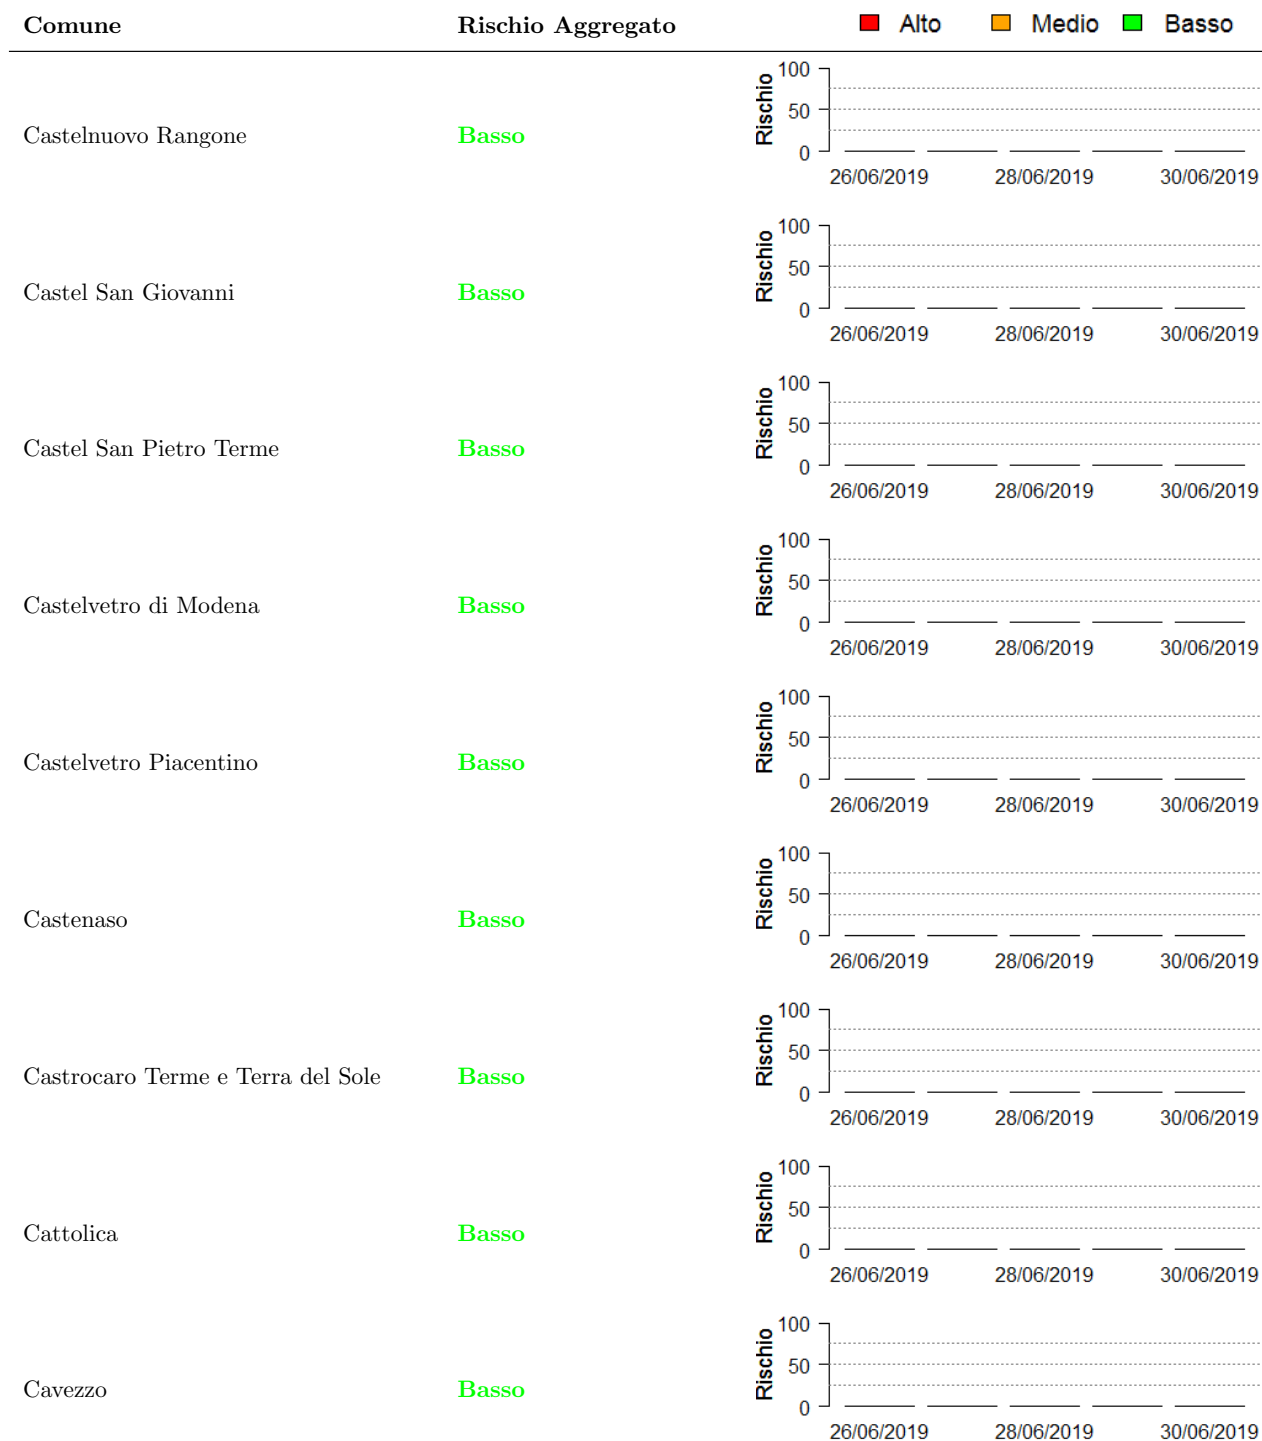 Comune Rischio Aggregato Alto Medio Basso
100
50
0
Rischio
Castelnuovo Rangone Basso
26/06/2019 28/06/2019 30/06/2019
100
50
0
Rischio
Castel San Giovanni Basso
26/06/2019 28/06/2019 30/06/2019
100
50
0
Rischio
Castel San Pietro Terme Basso
26/06/2019 28/06/2019 30/06/2019
100
50
0
Rischio
Castelvetro di Modena Basso
26/06/2019 28/06/2019 30/06/2019
100
50
0
Rischio
Castelvetro Piacentino Basso
26/06/2019 28/06/2019 30/06/2019
100
50
0
Rischio
Castenaso Basso
26/06/2019 28/06/2019 30/06/2019
100
50
0
Rischio
Castrocaro Terme e Terra del Sole Basso
26/06/2019 28/06/2019 30/06/2019
100
50
0
Rischio
Cattolica Basso
26/06/2019 28/06/2019 30/06/2019
100
50
0
Rischio
Cavezzo Basso
26/06/2019 28/06/2019 30/06/2019